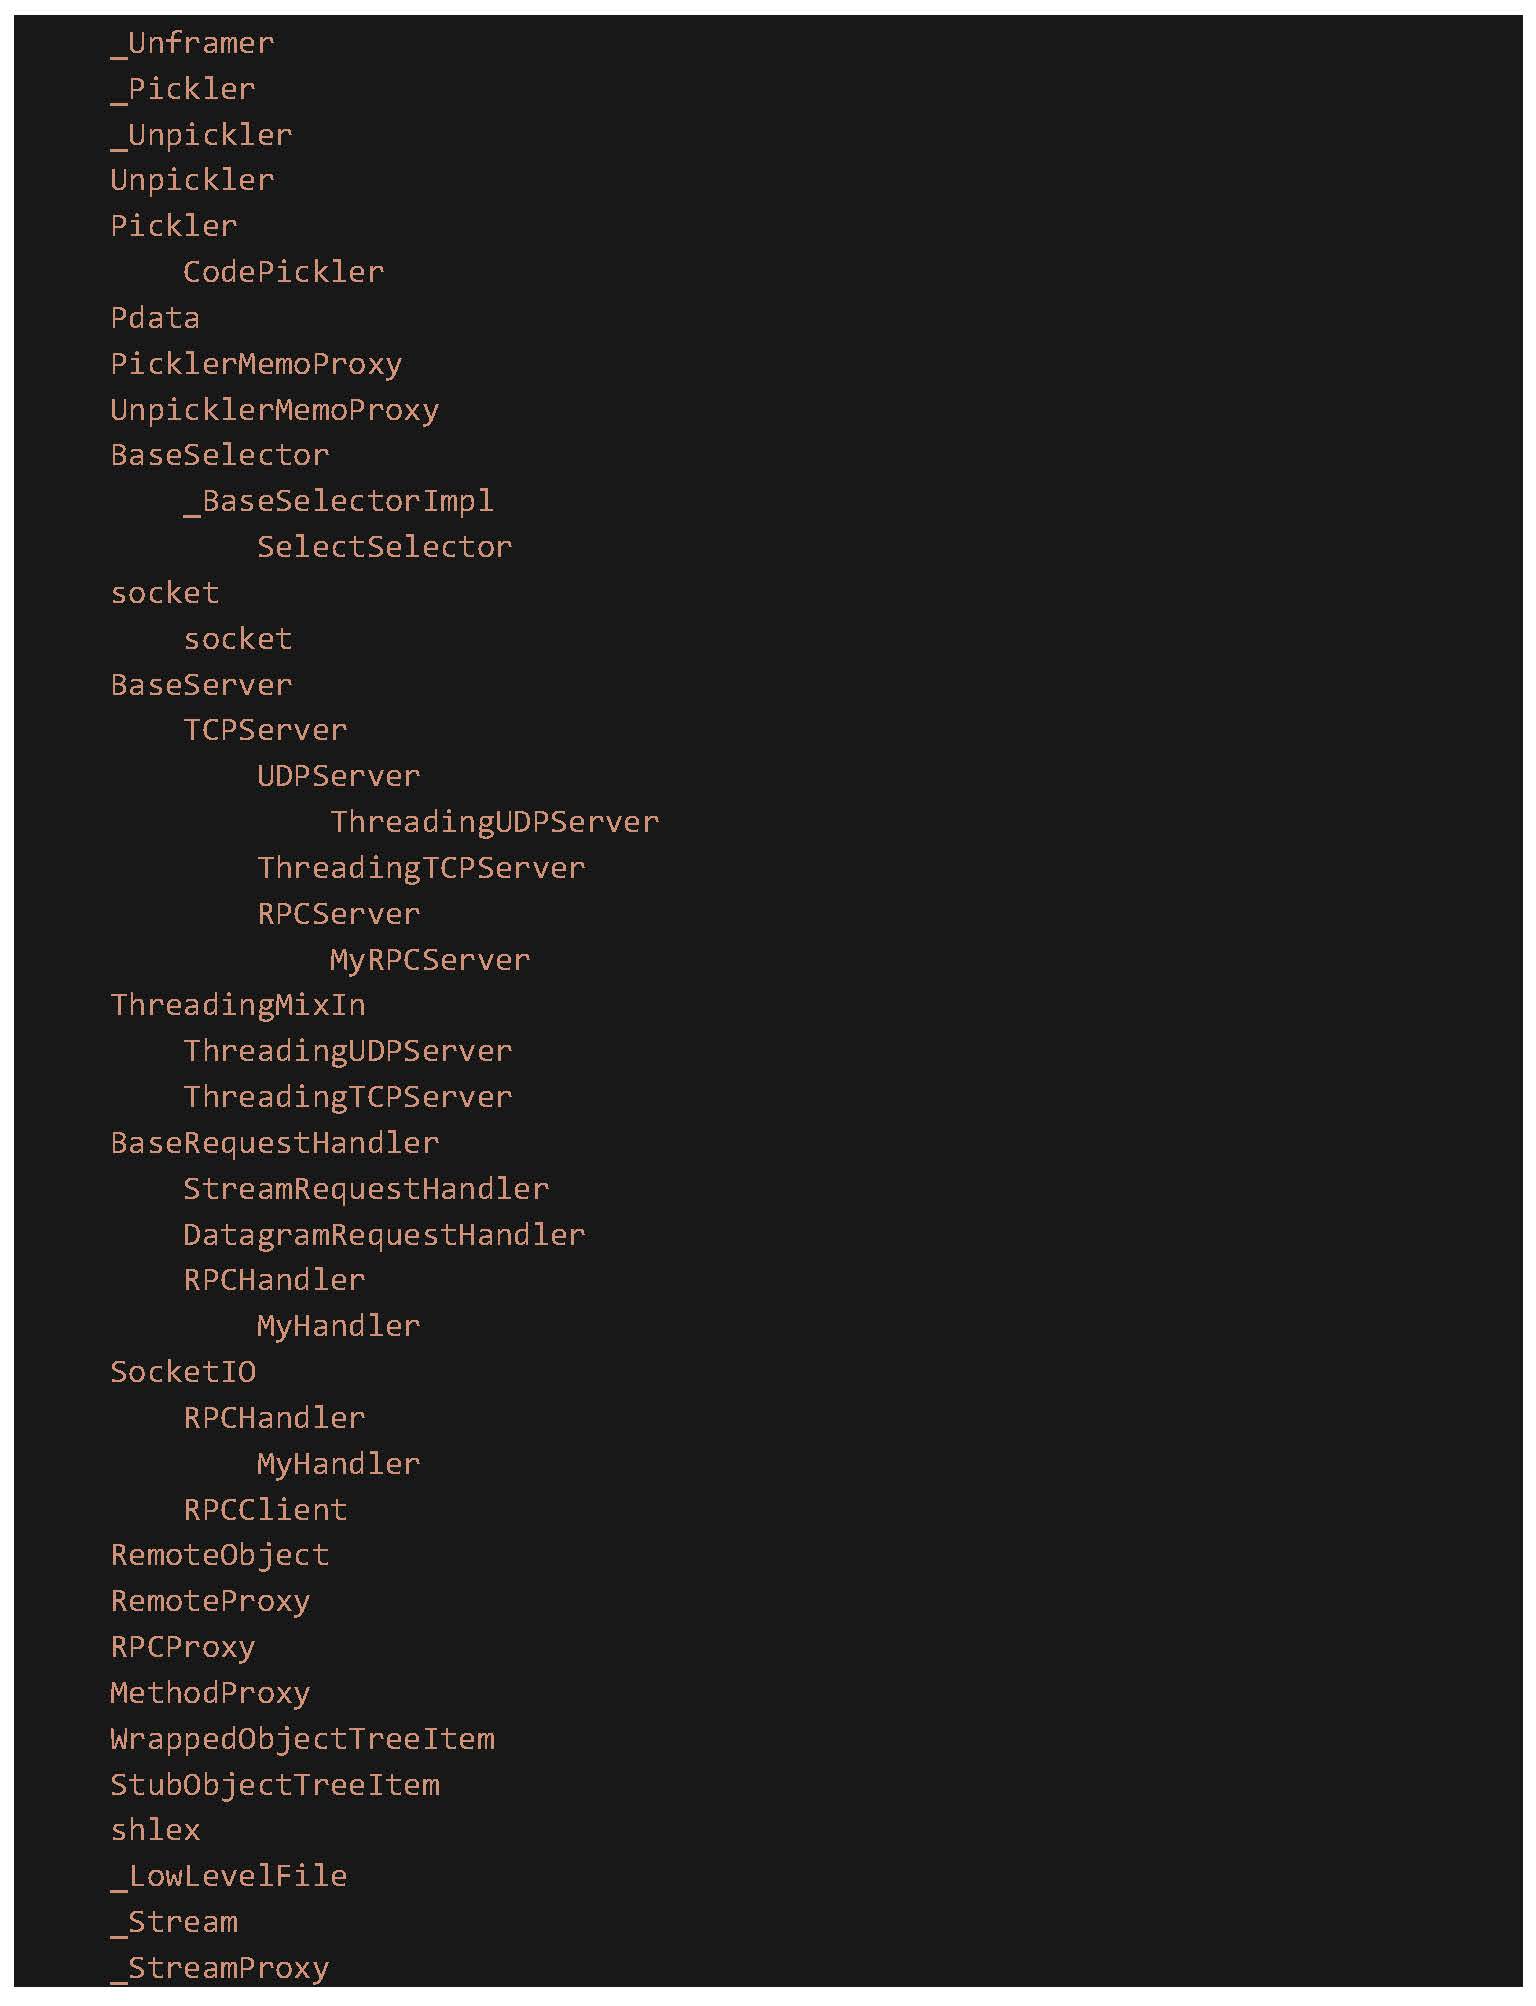 _Unframer
_Pickler
_Unpickler
Unpickler
Pickler
CodePickler
Pdata
PicklerMemoProxy
UnpicklerMemoProxy
BaseSelector
_BaseSelectorImpl
SelectSelector
socket
socket
BaseServer
TCPServer
UDPServer
ThreadingUDPServer
ThreadingTCPServer
RPCServer
MyRPCServer
ThreadingMixIn
ThreadingUDPServer
ThreadingTCPServer
BaseRequestHandler
StreamRequestHandler
DatagramRequestHandler
RPCHandler
MyHandler
SocketIO
RPCHandler
MyHandler
RPCClient
RemoteObject
RemoteProxy
RPCProxy
MethodProxy
WrappedObjectTreeItem
StubObjectTreeItem
shlex
_LowLevelFile
_Stream
_StreamProxy